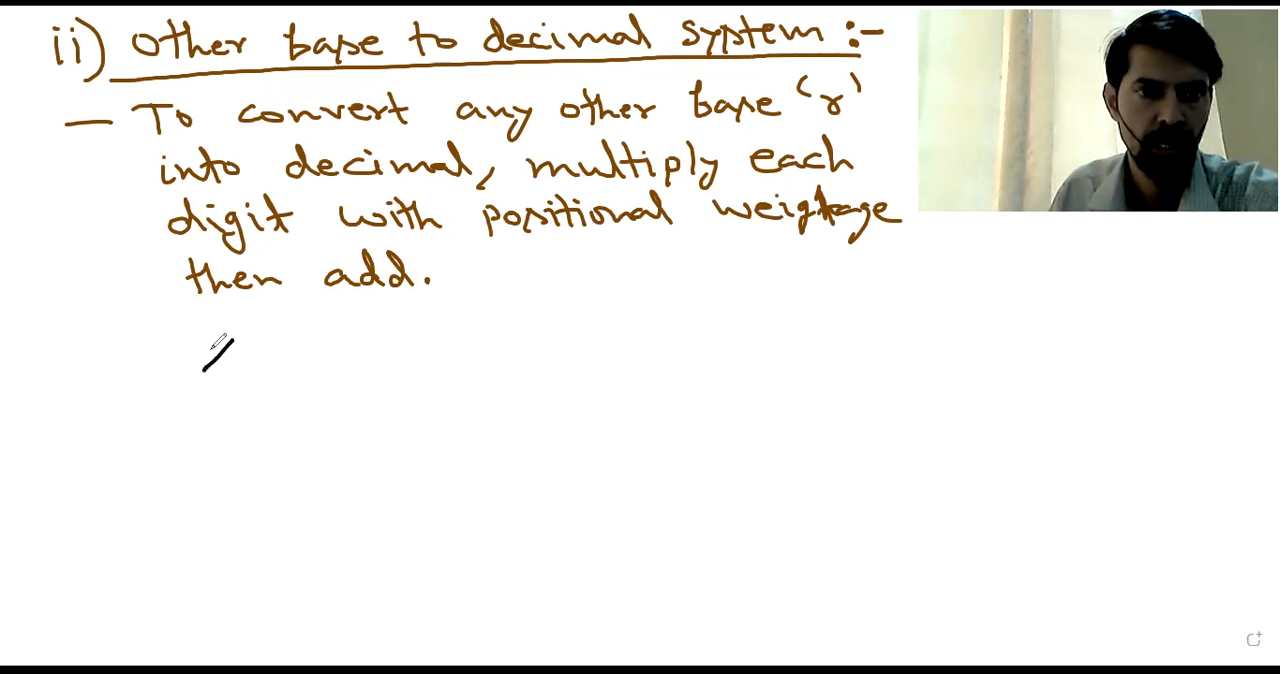 ii) Other base to decimal system :-
— To convert any other base 'r'
into decimal, multiply each
digit with positional weightage
then add.